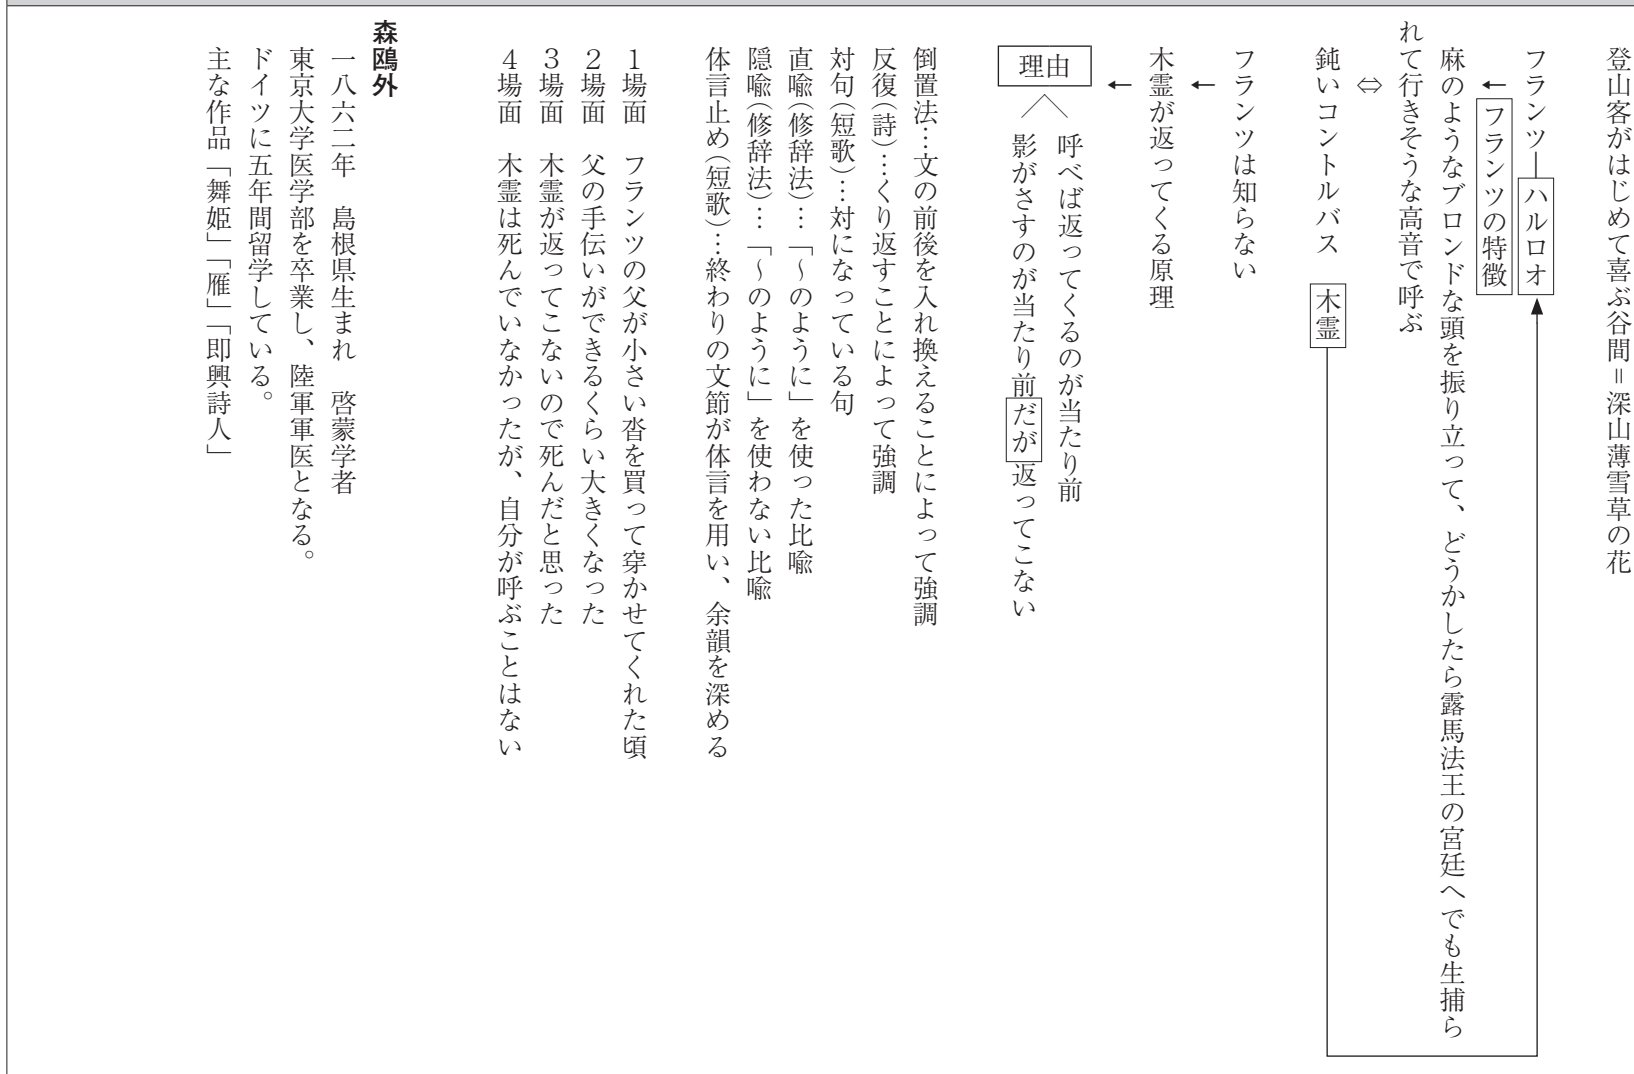 登山客がはじめて喜ぶ谷間＝深山薄雪草の花
フランツ―ハルロオ
←フランツの特徴
麻のようなブロンドな頭を振り立って、どうかしたら露馬法王の宮廷へでも生捕ら
れて行きそうな高音で呼ぶ
⇔
鈍いコントルバス　木霊
フランツは知らない
←
木霊が返ってくる原理
←
理由
呼べば返ってくるのが当たり前
影がさすのが当たり前だが返ってこない
倒置法…文の前後を入れ換えることによって強調
反復（詩）…くり返すことによって強調
対句（短歌）…対になっている句
直喩（修辞法）…「～のように」を使った比喩
隠喩（修辞法）…「～のように」を使わない比喩
体言止め（短歌）…終わりの文節が体言を用い、余韻を深める
1場面　フランツの父が小さい沓を買って穿かせてくれた頃
2場面　父の手伝いができるくらい大きくなった
3場面　木霊が返ってこないので死んだと思った
4場面　木霊は死んでいなかったが、自分が呼ぶことはない
森鴎外
一八六二年　島根県生まれ　啓蒙学者
東京大学医学部を卒業し、陸軍軍医となる。
ドイツに五年間留学している。
主な作品「舞姫」「雁」「即興詩人」